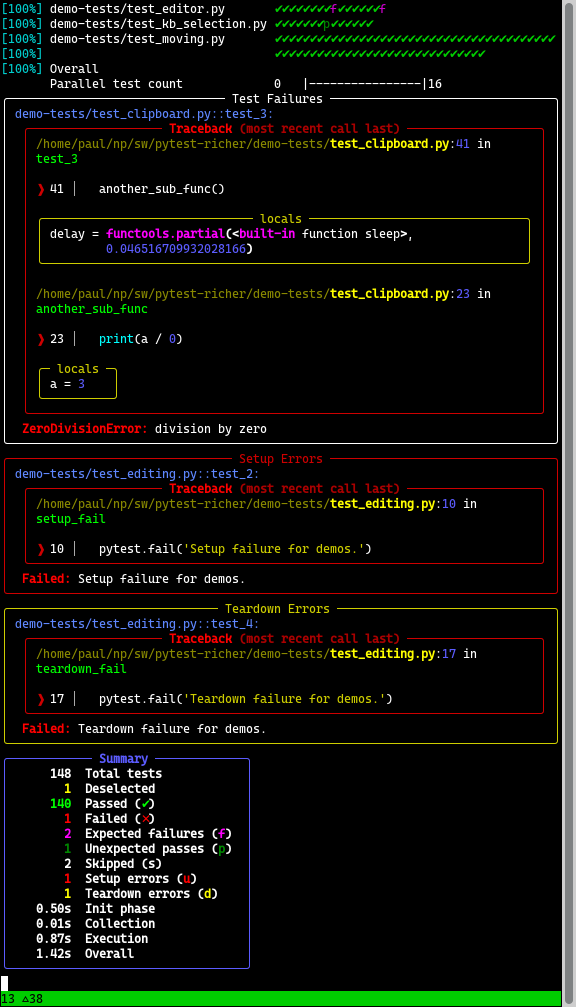 [100%] demo-tests/test_editor.py ✔✔✔✔✔✔✔✔f✔✔✔✔✔✔f
[100%] demo-tests/test_kb_selection.py ✔✔✔✔✔✔✔p✔✔✔✔✔✔
[100%] demo-tests/test_moving.py ✔✔✔✔✔✔✔✔✔✔✔✔✔✔✔✔✔✔✔✔✔✔✔✔✔✔✔✔✔✔✔✔✔✔✔✔✔✔✔✔
[100%] ✔✔✔✔✔✔✔✔✔✔✔✔✔✔✔✔✔✔✔✔✔✔✔✔✔✔✔✔✔✔
[100%] Overall
Parallel test count 0 |----------------|16
Test Failures
demo-tests/test_clipboard.py::test_3:
Traceback (most recent call last)
/home/paul/np/sw/pytest-richer/demo-tests/test_clipboard.py:41 in
test_3
❱ 41 │ another_sub_func()
locals
delay = functools.partial(<built-in function sleep>,
0.046516709932028166)
/home/paul/np/sw/pytest-richer/demo-tests/test_clipboard.py:23 in
another_sub_func
❱ 23 │ print(a / 0)
locals
a = 3
ZeroDivisionError: division by zero
Setup Errors
demo-tests/test_editing.py::test_2:
Traceback (most recent call last)
/home/paul/np/sw/pytest-richer/demo-tests/test_editing.py:10 in
setup_fail
❱ 10 │ pytest.fail('Setup failure for demos.')
Failed: Setup failure for demos.
Teardown Errors
demo-tests/test_editing.py::test_4:
Traceback (most recent call last)
/home/paul/np/sw/pytest-richer/demo-tests/test_editing.py:17 in
teardown_fail
❱ 17 │ pytest.fail('Teardown failure for demos.')
Failed: Teardown failure for demos.
Summary
148 Total tests
1 Deselected
140 Passed (✔)
1 Failed (✕)
2 Expected failures (f)
1 Unexpected passes (p)
2 Skipped (s)
1 Setup errors (u)
1 Teardown errors (d)
0.50s Init phase
0.01s Collection
0.87s Execution
1.42s Overall
13 △38